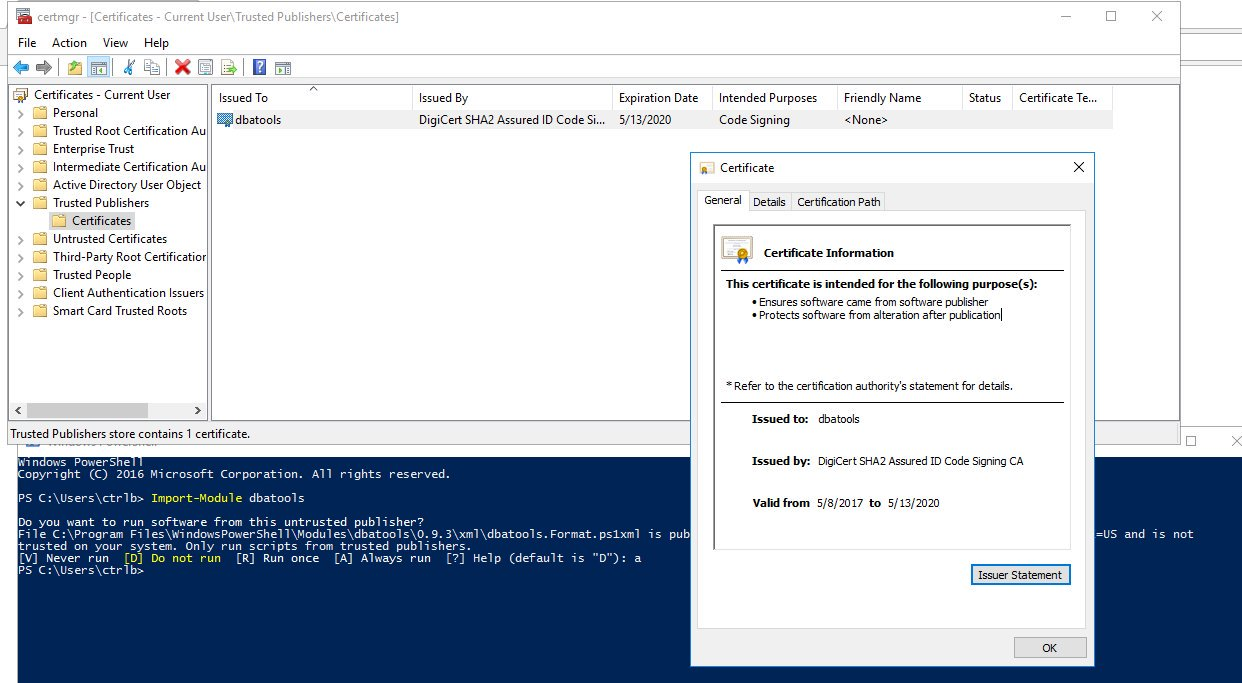 certmgr - [Certificates - Current User\Trusted Publishers\Certificates]
File Action View Help
Certificates - Current User
Personal
Trusted Root Certification Au
Enterprise Trust
Intermediate Certification Au
Active Directory User Object
Trusted Publishers
Certificates
Untrusted Certificates
Third-Party Root Certification
Trusted People
Client Authentication Issuers
Smart Card Trusted Roots
Issued To Issued By Expiration Date Intended Purposes Friendly Name Status Certificate Te...
dbatools DigiCert SHA2 Assured ID Code Si... 5/13/2020 Code Signing <None>
Trusted Publishers store contains 1 certificate.
Certificate
General Details Certification Path
Certificate Information
This certificate is intended for the following purpose(s):
• Ensures software came from software publisher
• Protects software from alteration after publication
* Refer to the certification authority's statement for details.
Issued to: dbatools
Issued by: DigiCert SHA2 Assured ID Code Signing CA
Valid from 5/8/2017 to 5/13/2020
Issuer Statement
OK
Windows PowerShell
Copyright (C) 2016 Microsoft Corporation. All rights reserved.
PS C:\Users\ctrlb> Import-Module dbatools
Do you want to run software from this untrusted publisher?
File C:\Program Files\WindowsPowerShell\Modules\dbatools\0.9.3\xml\dbatools.Format.ps1xml is pub =US and is not
trusted on your system. Only run scripts from trusted publishers.
[V] Never run [D] Do not run [R] Run once [A] Always run [?] Help (default is "D"): a
PS C:\Users\ctrlb>